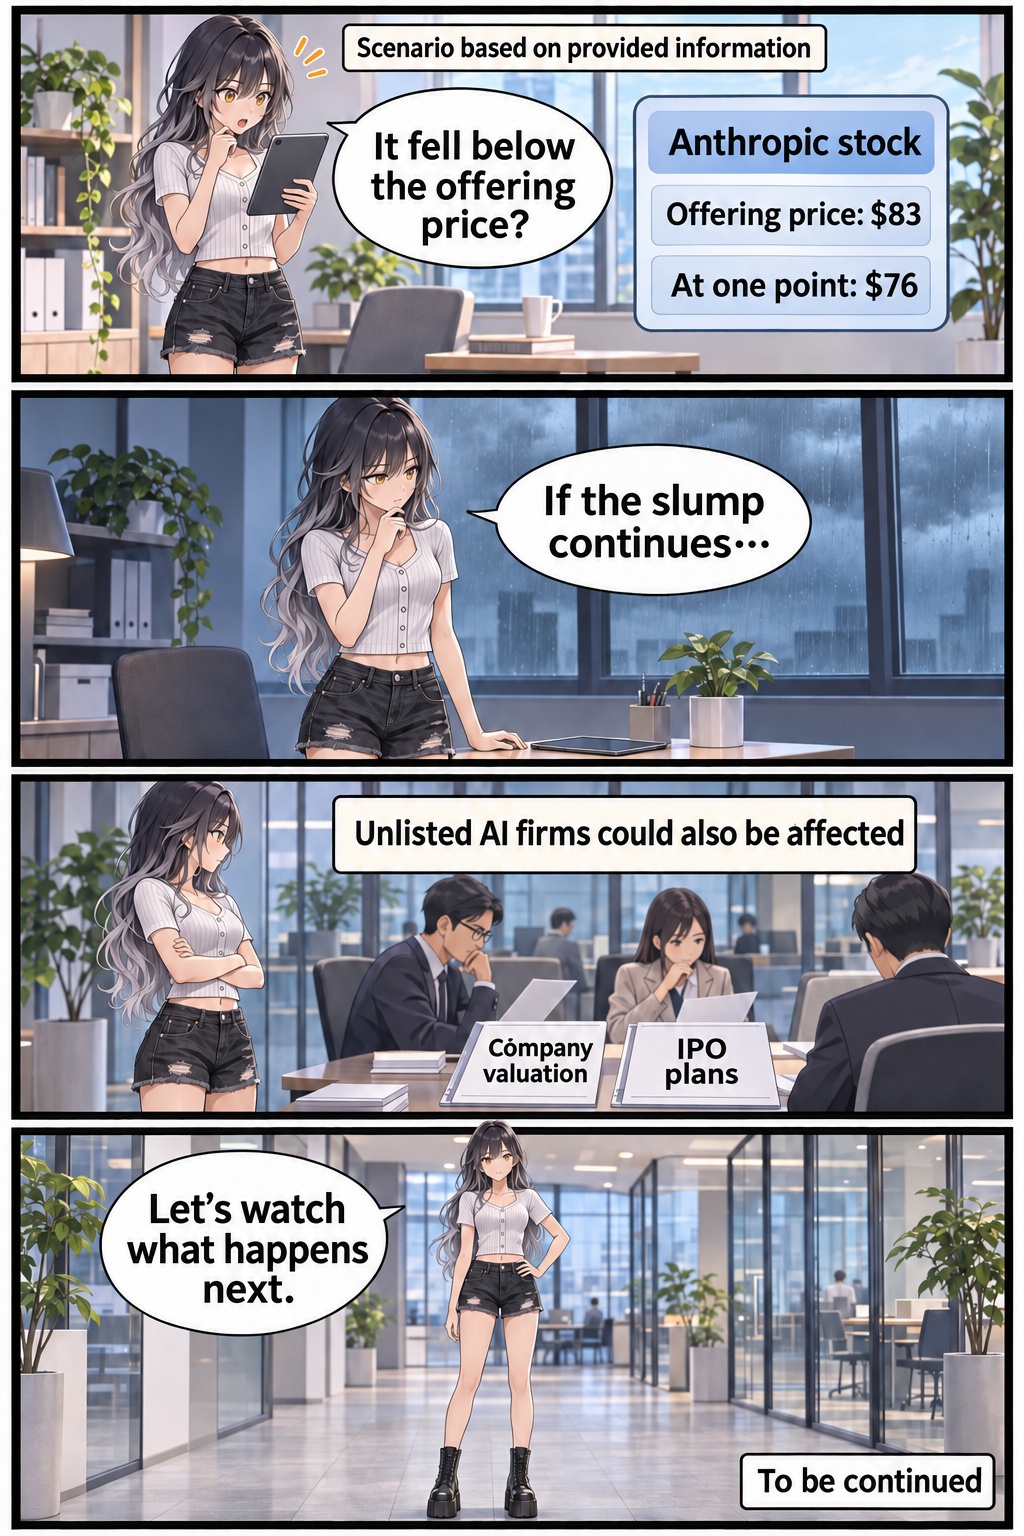 Scenario based on provided information
It fell below
the offering
price?
Anthropic stock
Offering price: $83
At one point: $76
If the slump
continues…
Unlisted AI firms could also be affected
Company
valuation
IPO
plans
Let's watch
what happens
next.
To be continued